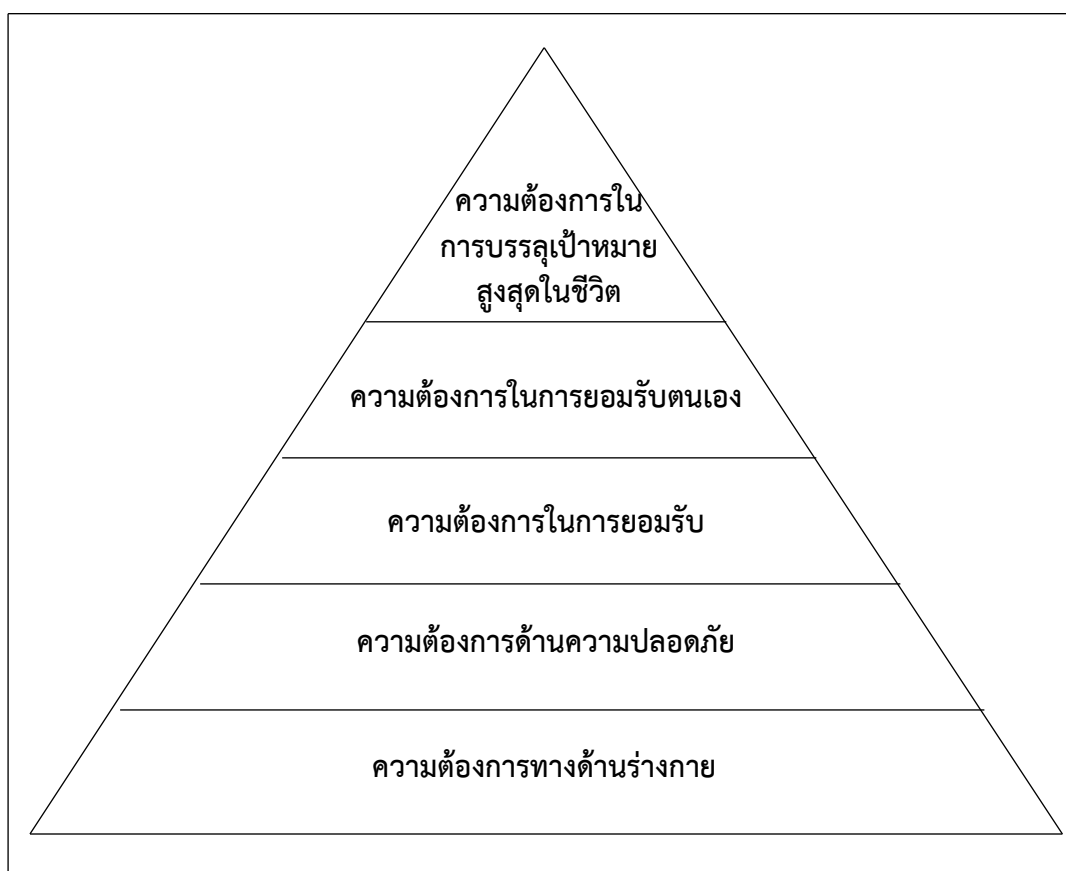 ความต้องการใน
การบรรลุเป้าหมาย
สูงสุดในชีวิต
ความต้องการในการยอมรับตนเอง
ความต้องการในการยอมรับ
ความต้องการด้านความปลอดภัย
ความต้องการทางด้านร่างกาย